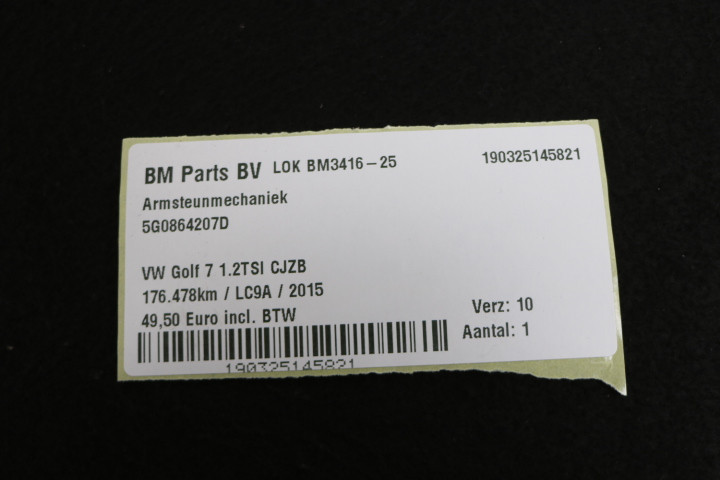 BM Parts BV LOK BM3416-25 190325145821
Armsteunmechaniek
5G0864207D
VW Golf 7 1.2TSI CJZB
176.478km / LC9A / 2015
49,50 Euro incl. BTW
Verz: 10
Aantal: 1
190325145821